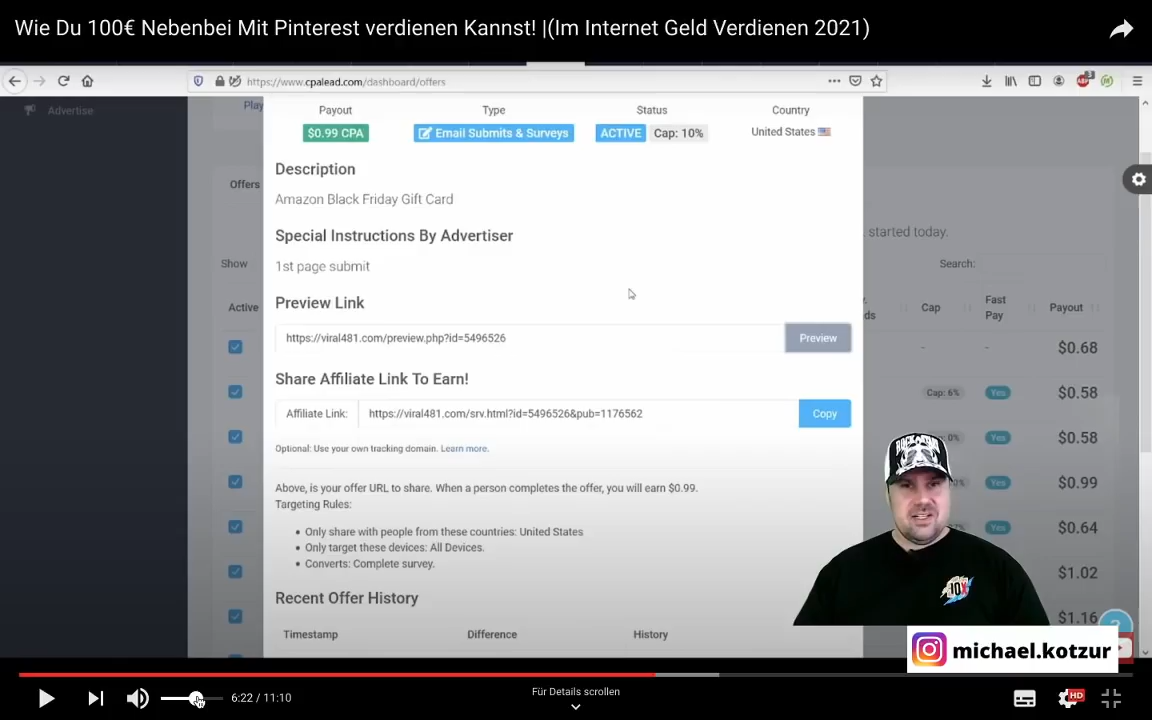 Wie Du 100€ Nebenbei Mit Pinterest verdienen Kannst! |(Im Internet Geld Verdienen 2021)
https://www.cpalead.com/dashboard/offers
Advertise
Play
Payout Type Status Country
$0.99 CPA Email Submits & Surveys ACTIVE Cap: 10% United States
Description
Offers
Amazon Black Friday Gift Card
Special Instructions By Advertiser
started today.
Show 1st page submit Search:
Preview Link
Active Cap Fast Pay Payout
https://viral481.com/preview.php?id=5496526 Preview
- - $0.68
Share Affiliate Link To Earn!
Cap: 6% Yes $0.58
Affiliate Link: https://viral481.com/srv.html?id=5496526&pub=1176562 Copy
Yes $0.58
Optional: Use your own tracking domain. Learn more.
Above, is your offer URL to share. When a person completes the offer, you will earn $0.99.
Yes $0.99
Targeting Rules:
Only share with people from these countries: United States
Yes $0.64
Only target these devices: All Devices.
Converts: Complete survey.
$1.02
10X
Recent Offer History
$1.16
Timestamp Difference History
michael.kotzur
6:22 / 11:10
Für Details scrollen
HD